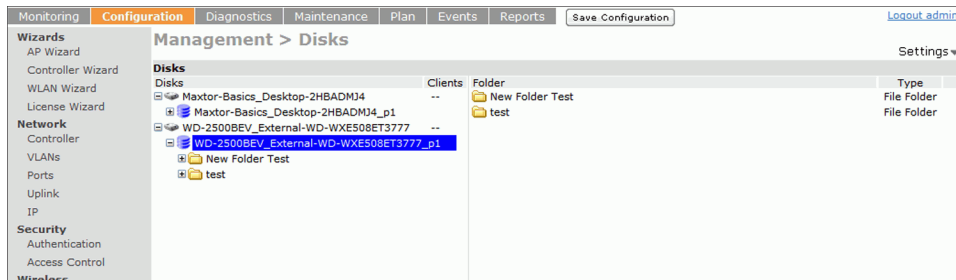 Monitoring Configuration Diagnostics Maintenance Plan Events Reports Save Configuration Logout admin
Wizards
AP Wizard
Controller Wizard
WLAN Wizard
License Wizard
Network
Controller
VLANs
Ports
Uplink
IP
Security
Authentication
Access Control
Wireless
Management > Disks
Settings
Disks
Disks Clients Folder Type
Maxtor-Basics_Desktop-2HBADMJ4 -- New Folder Test File Folder
Maxtor-Basics_Desktop-2HBADMJ4_p1 test File Folder
WD-2500BEV_External-WD-WXE508ET3777 --
WD-2500BEV_External-WD-WXE508ET3777_p1
New Folder Test
test